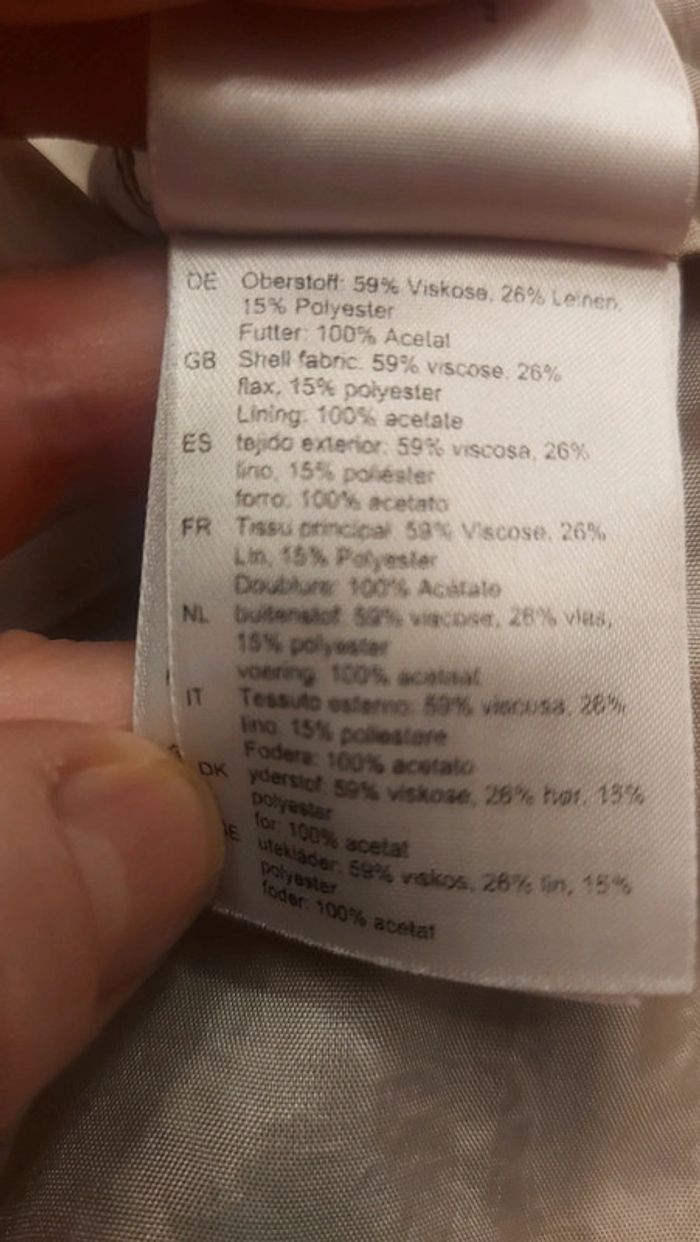 DE Oberstoff: 59% Viskose, 26% Leinen,
15% Polyester
Futter: 100% Acetat
GB Shell fabric: 59% viscose, 26%
flax, 15% polyester
Lining: 100% acetate
ES tejido exterior: 59% viscosa, 26%
lino, 15% poliéster
forro: 100% acetato
FR Tissu principal: 59% Viscose, 26%
Lin, 15% Polyester
Doublure: 100% Acétate
NL buitenstof: 59% viscose, 26% vlas,
15% polyester
voering: 100% acetaat
IT Tessuto esterno: 59% viscosa, 26%
lino, 15% poliestere
Fodera: 100% acetato
DK yderstof: 59% viskose, 26% hør, 15%
polyester
for: 100% acetat
utekläder: 59% viskos, 26% lin, 15%
polyester
foder: 100% acetat